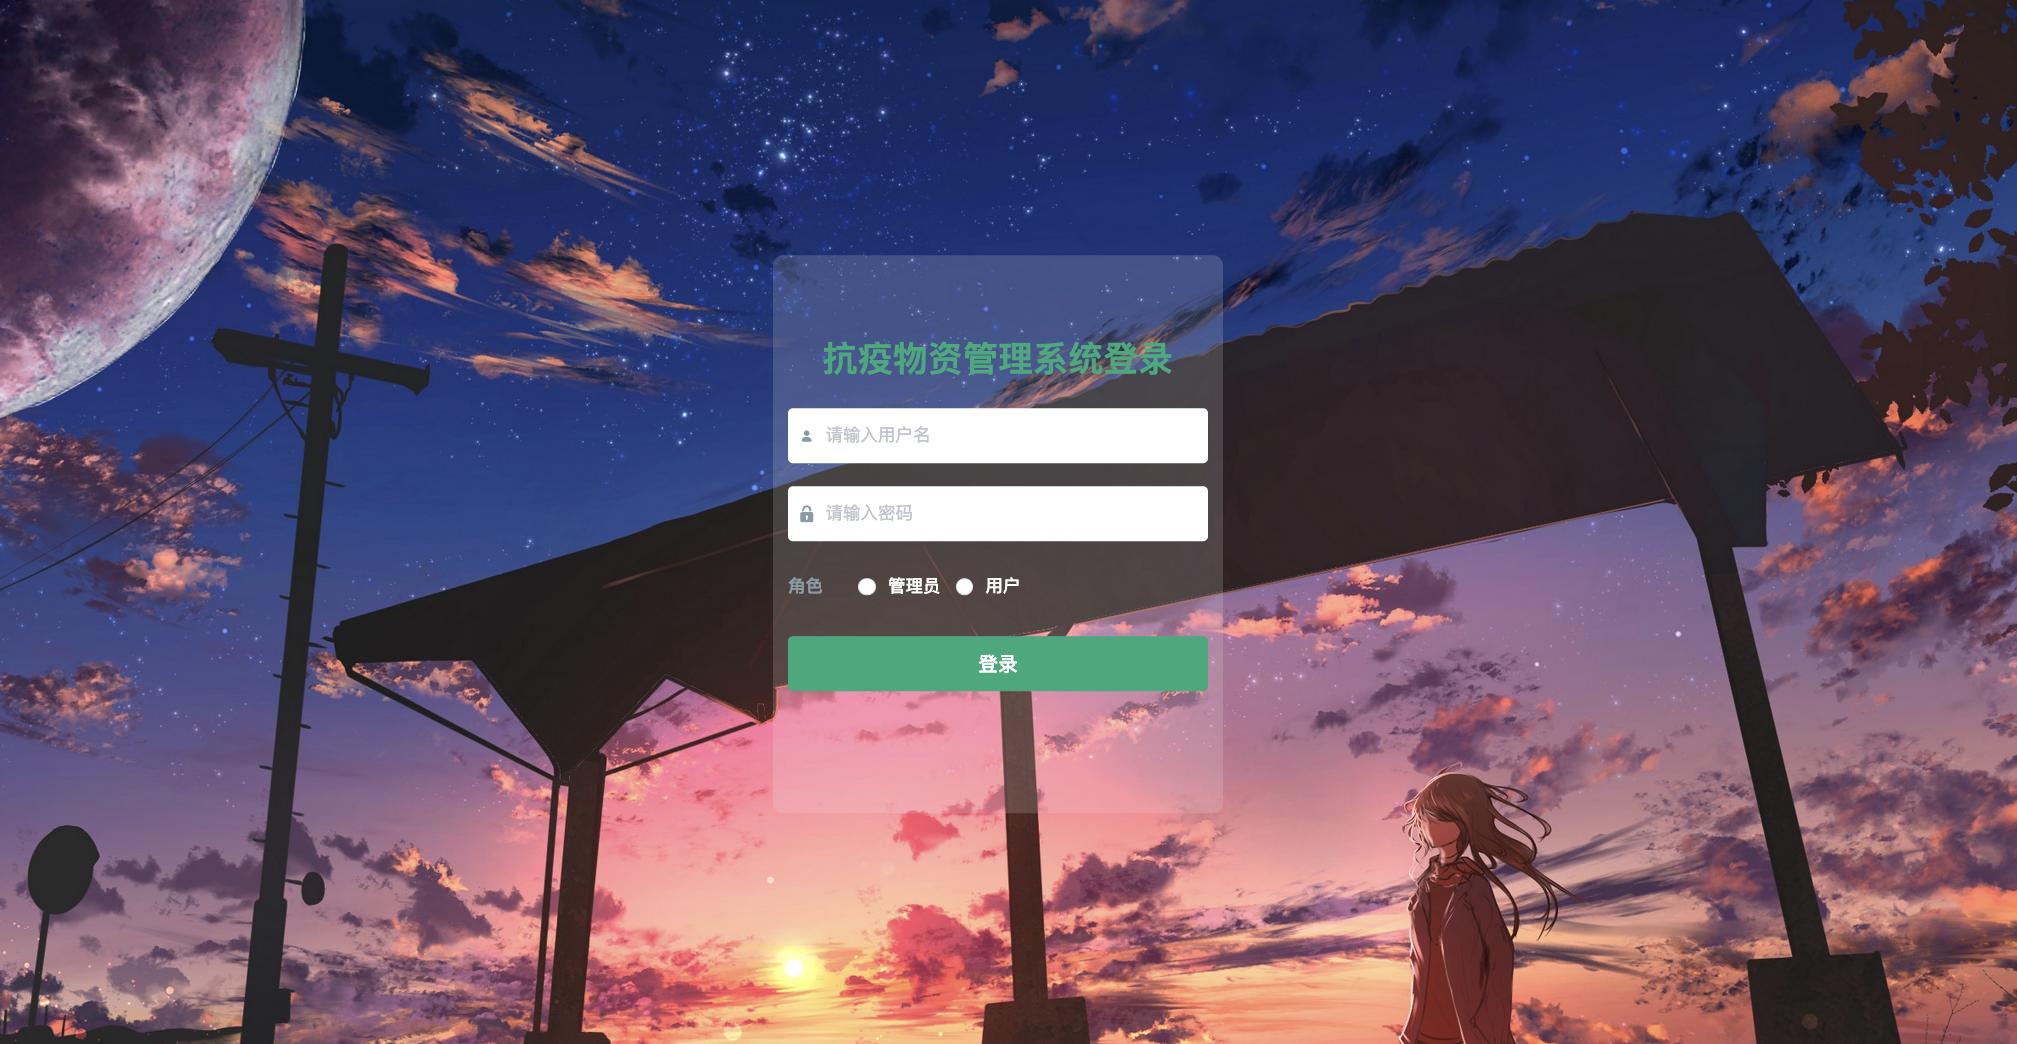 抗疫物资管理系统登录
请输入用户名
请输入密码
角色 管理员 用户
登录